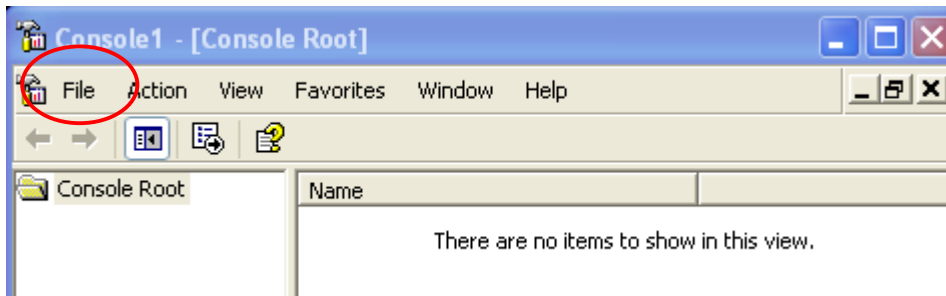 Console1 - [Console Root]
File Action View Favorites Window Help
Console Root
Name
There are no items to show in this view.